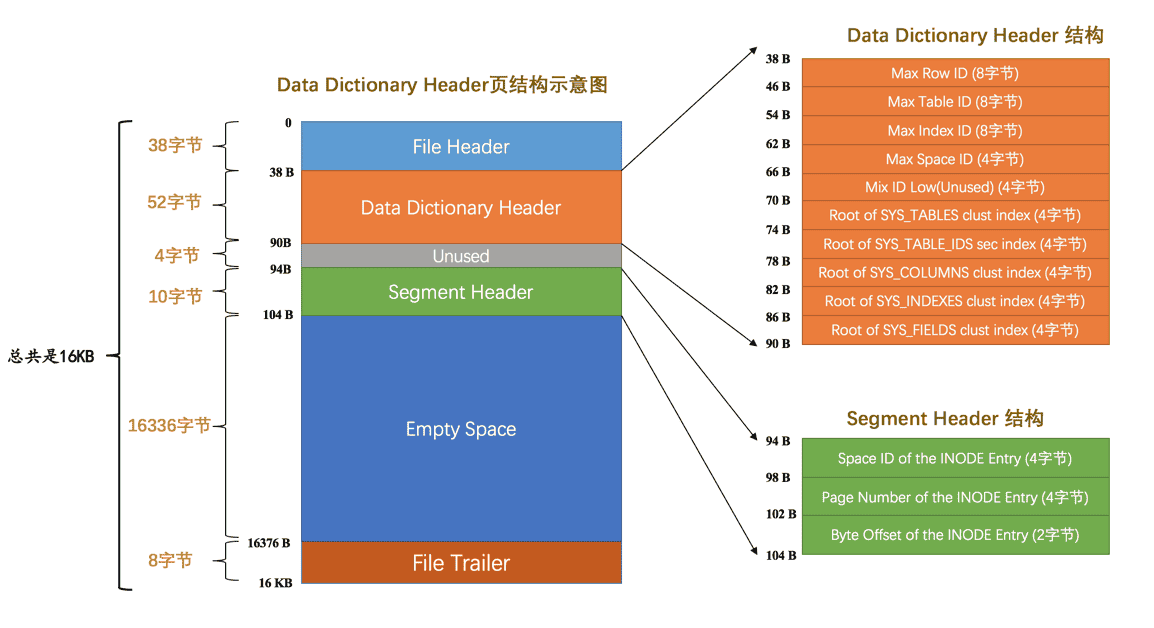 Data Dictionary Header页结构示意图
总共是16KB
38字节
52字节
4字节
10字节
16336字节
8字节
0
38 B
90B
94B
104 B
16376 B
16 KB
File Header
Data Dictionary Header
Unused
Segment Header
Empty Space
File Trailer
Data Dictionary Header 结构
38 B
Max Row ID (8字节)
46 B
Max Table ID (8字节)
54 B
Max Index ID (8字节)
62 B
Max Space ID (4字节)
66 B
Mix ID Low(Unused) (4字节)
70 B
Root of SYS_TABLES clust index (4字节)
74 B
Root of SYS_TABLE_IDS sec index (4字节)
78 B
Root of SYS_COLUMNS clust index (4字节)
82 B
Root of SYS_INDEXES clust index (4字节)
86 B
Root of SYS_FIELDS clust index (4字节)
90 B
Segment Header 结构
94 B
Space ID of the INODE Entry (4字节)
98 B
Page Number of the INODE Entry (4字节)
102 B
Byte Offset of the INODE Entry (2字节)
104 B